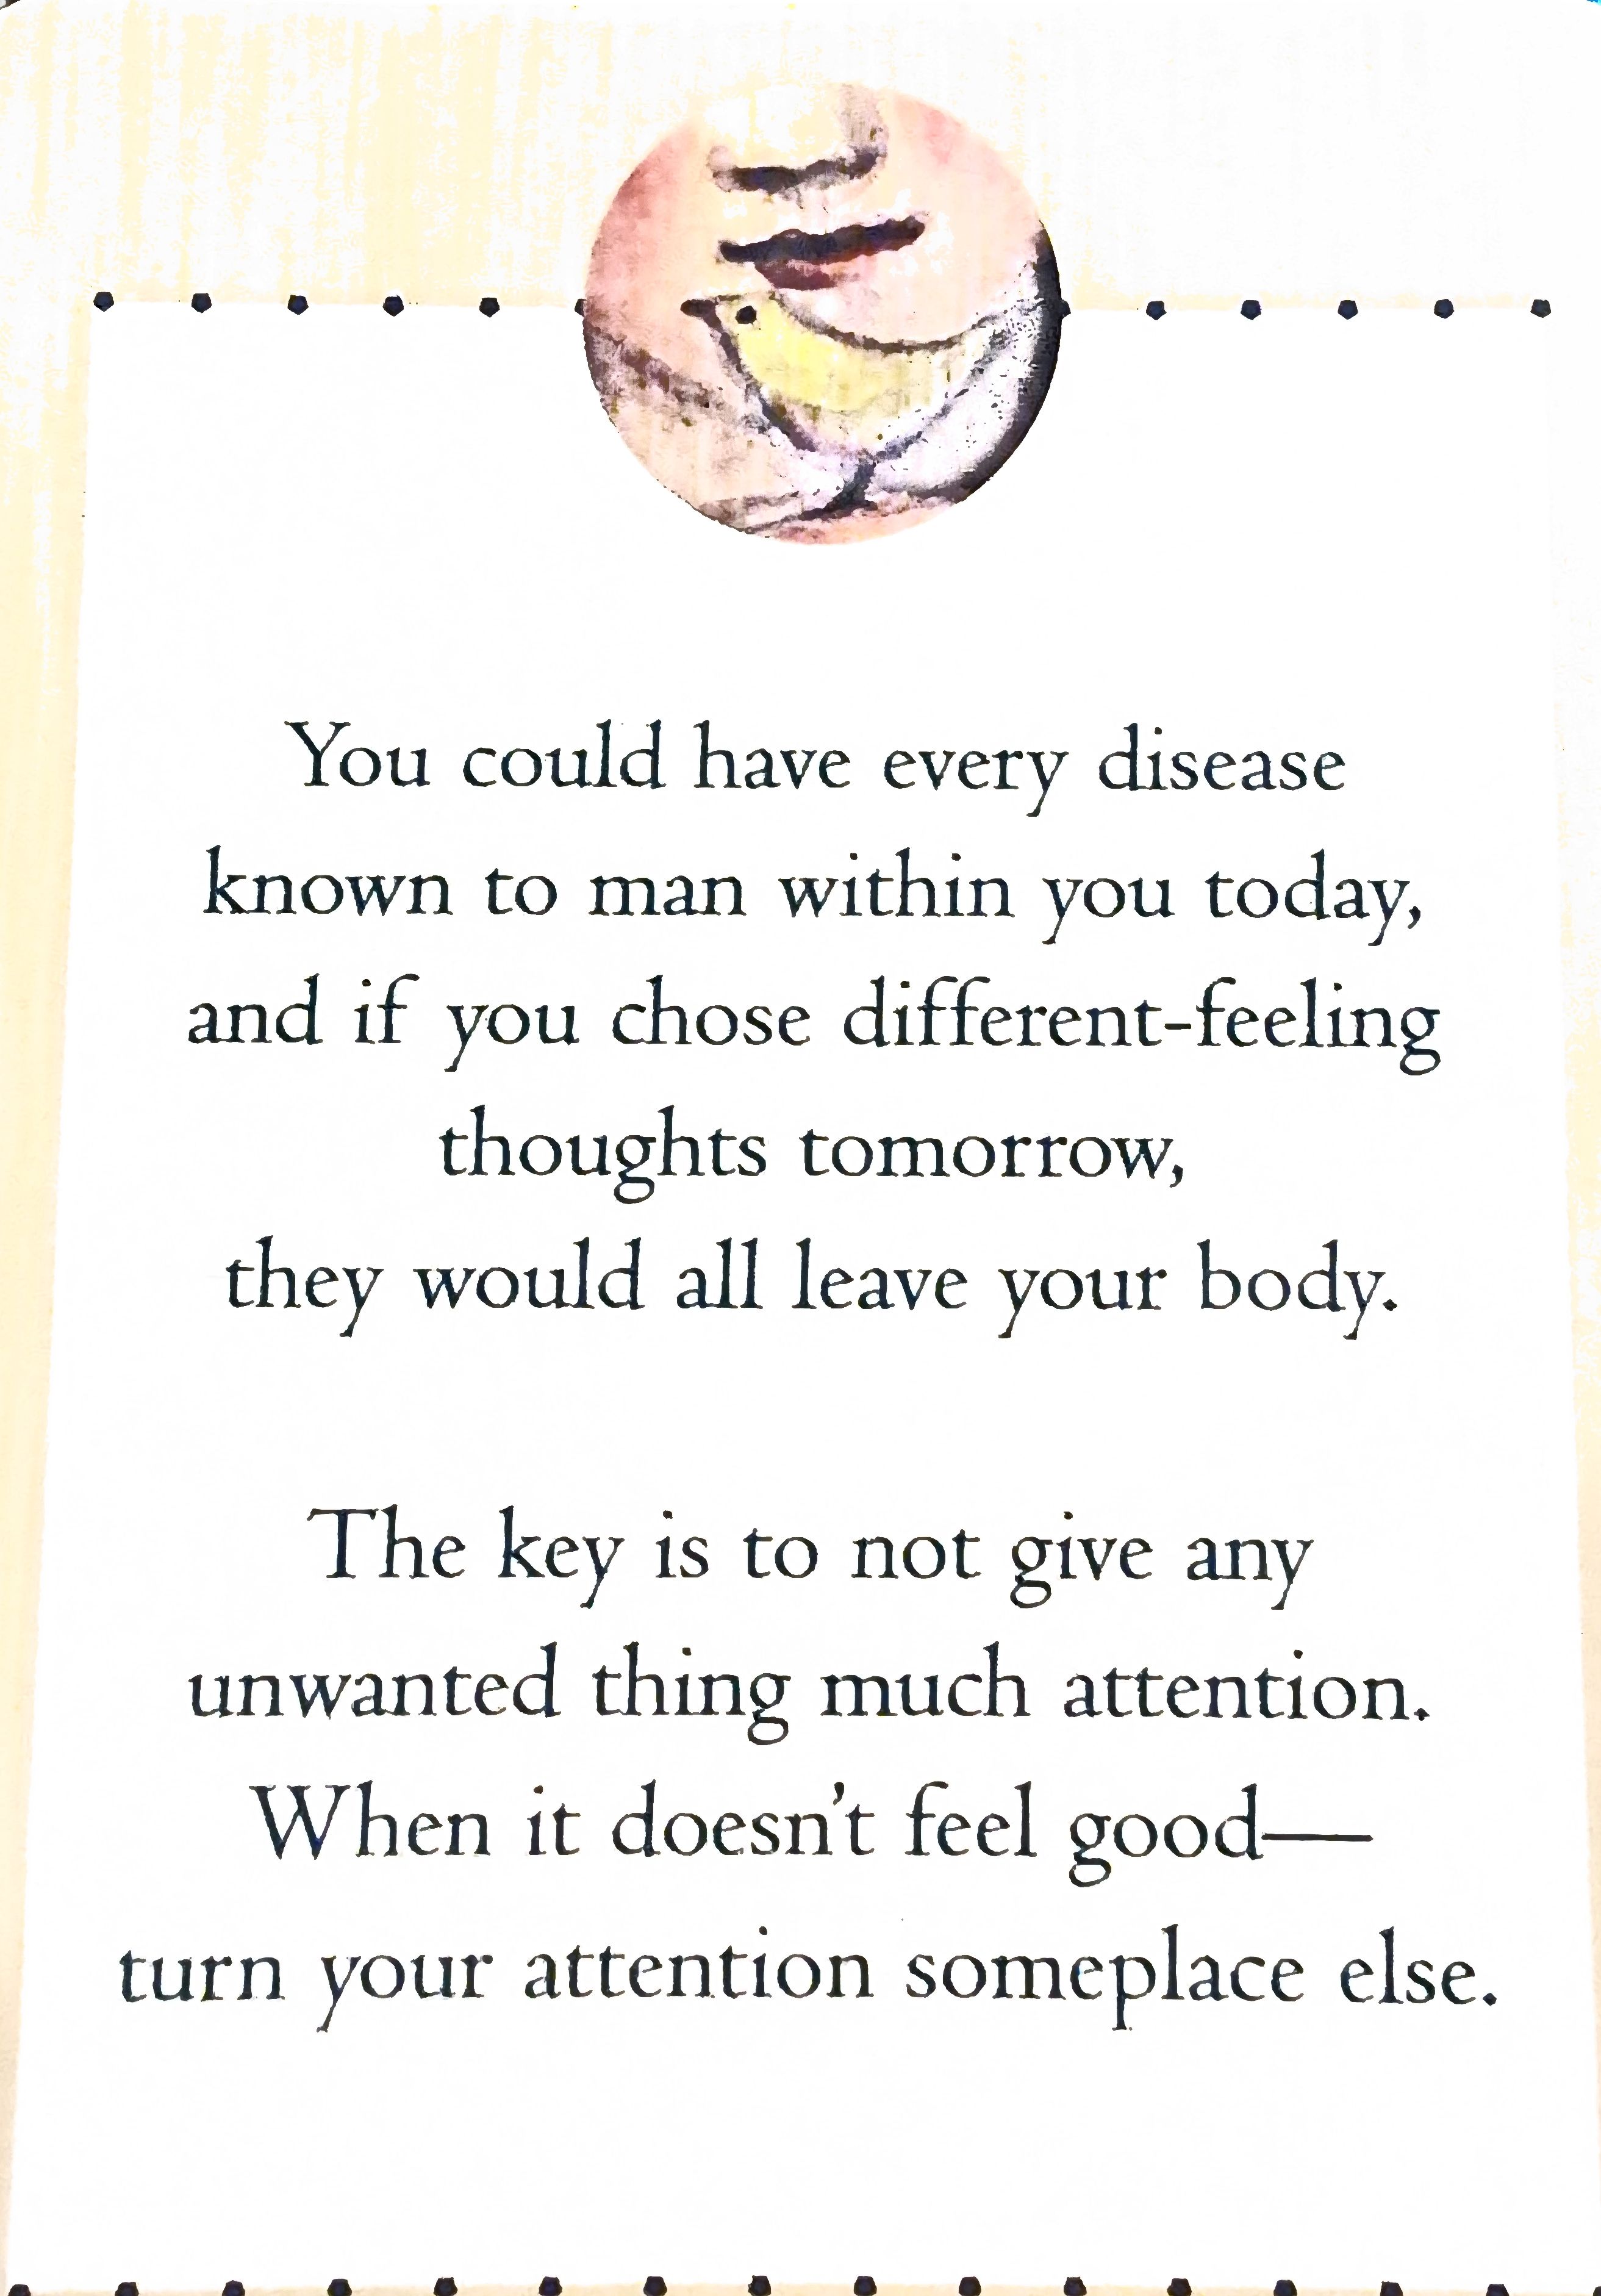 You could have every disease
known to man within you today,
and if you chose different-feeling
thoughts tomorrow,
they would all leave your body.
The key is to not give any
unwanted thing much attention.
When it doesn't feel good—
turn your attention someplace else.